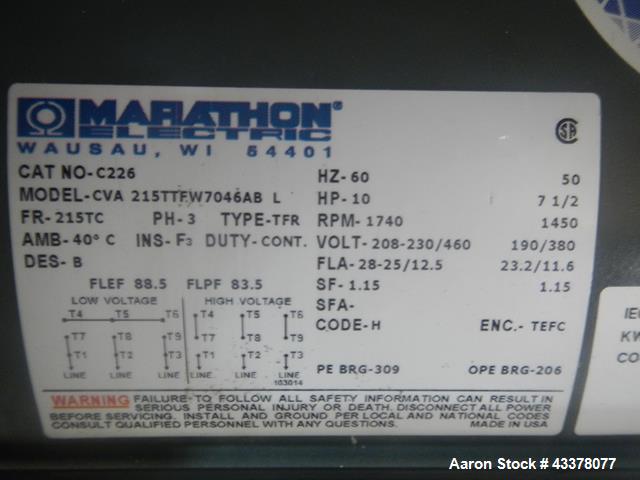 MARATHON®
ELECTRIC
WAUSAU, WI 54401
CAT NO-C226
MODEL-CVA 215TTFW7046AB L
FR-215TC PH-3 TYPE-TFR
AMB-40° C INS-F3 DUTY-CONT.
DES-B
FLEF 88.5 FLPF 83.5
LOW VOLTAGE HIGH VOLTAGE
T4 T5 T6 T4 T5 T6
T7 T8 T9 T7 T8 T9
T1 T2 T3 T1 T2 T3
LINE LINE LINE LINE
103014
HZ-60 50
HP-10 7 1/2
RPM-1740 1450
VOLT-208-230/460 190/380
FLA-28-25/12.5 23.2/11.6
SF-1.15 1.15
SFA-
CODE-H ENC.- TEFC
PE BRG-309 OPE BRG-206
WARNING FAILURE TO FOLLOW ALL SAFETY INFORMATION CAN RESULT IN
SERIOUS PERSONAL INJURY OR DEATH. DISCONNECT ALL POWER
BEFORE SERVICING. INSTALL AND GROUND PER LOCAL AND NATIONAL CODES
CONSULT QUALIFIED PERSONNEL WITH ANY QUESTIONS. MADE IN USA
KW
CO
Aaron Stock # 43378077